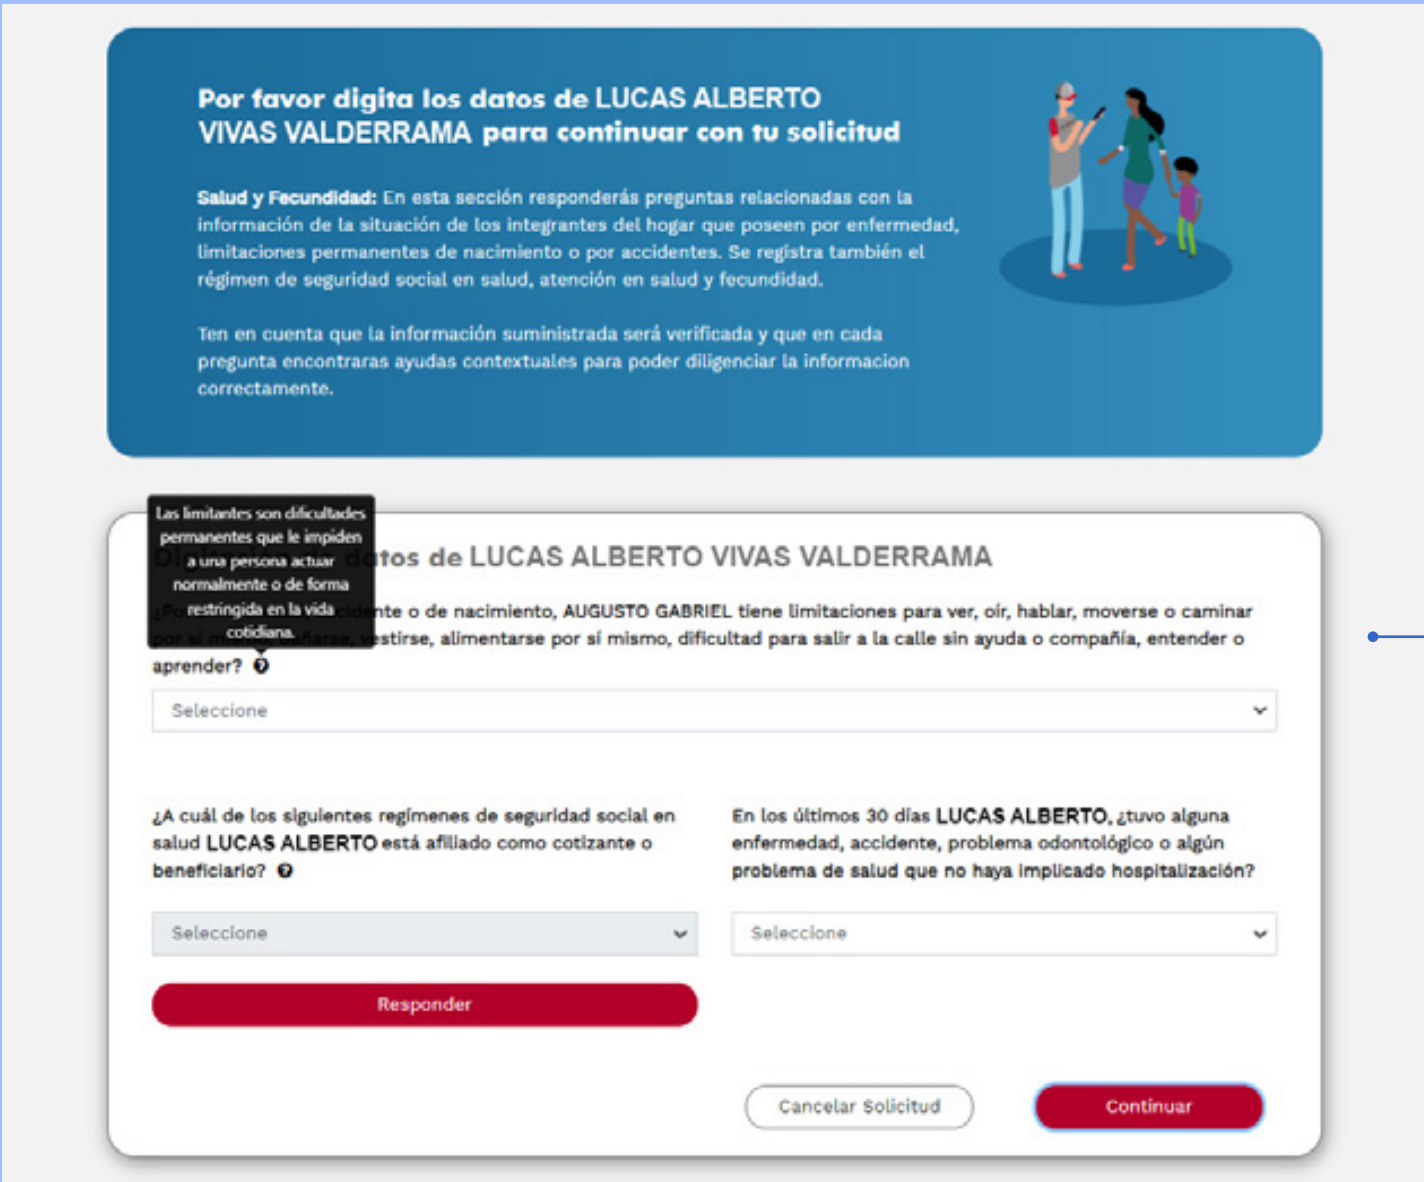 Por favor digita los datos de LUCAS ALBERTO
VIVAS VALDERRAMA para continuar con tu solicitud
Salud y Fecundidad: En esta sección responderás preguntas relacionadas con la
información de la situación de los integrantes del hogar que poseen por enfermedad,
limitaciones permanentes de nacimiento o por accidentes. Se registra también el
régimen de seguridad social en salud, atención en salud y fecundidad.
Ten en cuenta que la información suministrada será verificada y que en cada
pregunta encontraras ayudas contextuales para poder diligenciar la informacion
correctamente.
Las limitantes son dificultades
permanentes que le impiden
a una persona actuar
normalmente o de forma
restringida en la vida
cotidiana.
datos de LUCAS ALBERTO VIVAS VALDERRAMA
o de nacimiento, AUGUSTO GABRIEL tiene limitaciones para ver, oír, hablar, moverse o caminar
vestirse, alimentarse por sí mismo, dificultad para salir a la calle sin ayuda o compañía, entender o
aprender?
Seleccione
¿A cuál de los siguientes regímenes de seguridad social en
salud LUCAS ALBERTO está afiliado como cotizante o
beneficiario?
Seleccione
Responder
En los últimos 30 días LUCAS ALBERTO, ¿tuvo alguna
enfermedad, accidente, problema odontológico o algún
problema de salud que no haya implicado hospitalización?
Seleccione
Cancelar Solicitud
Continuar